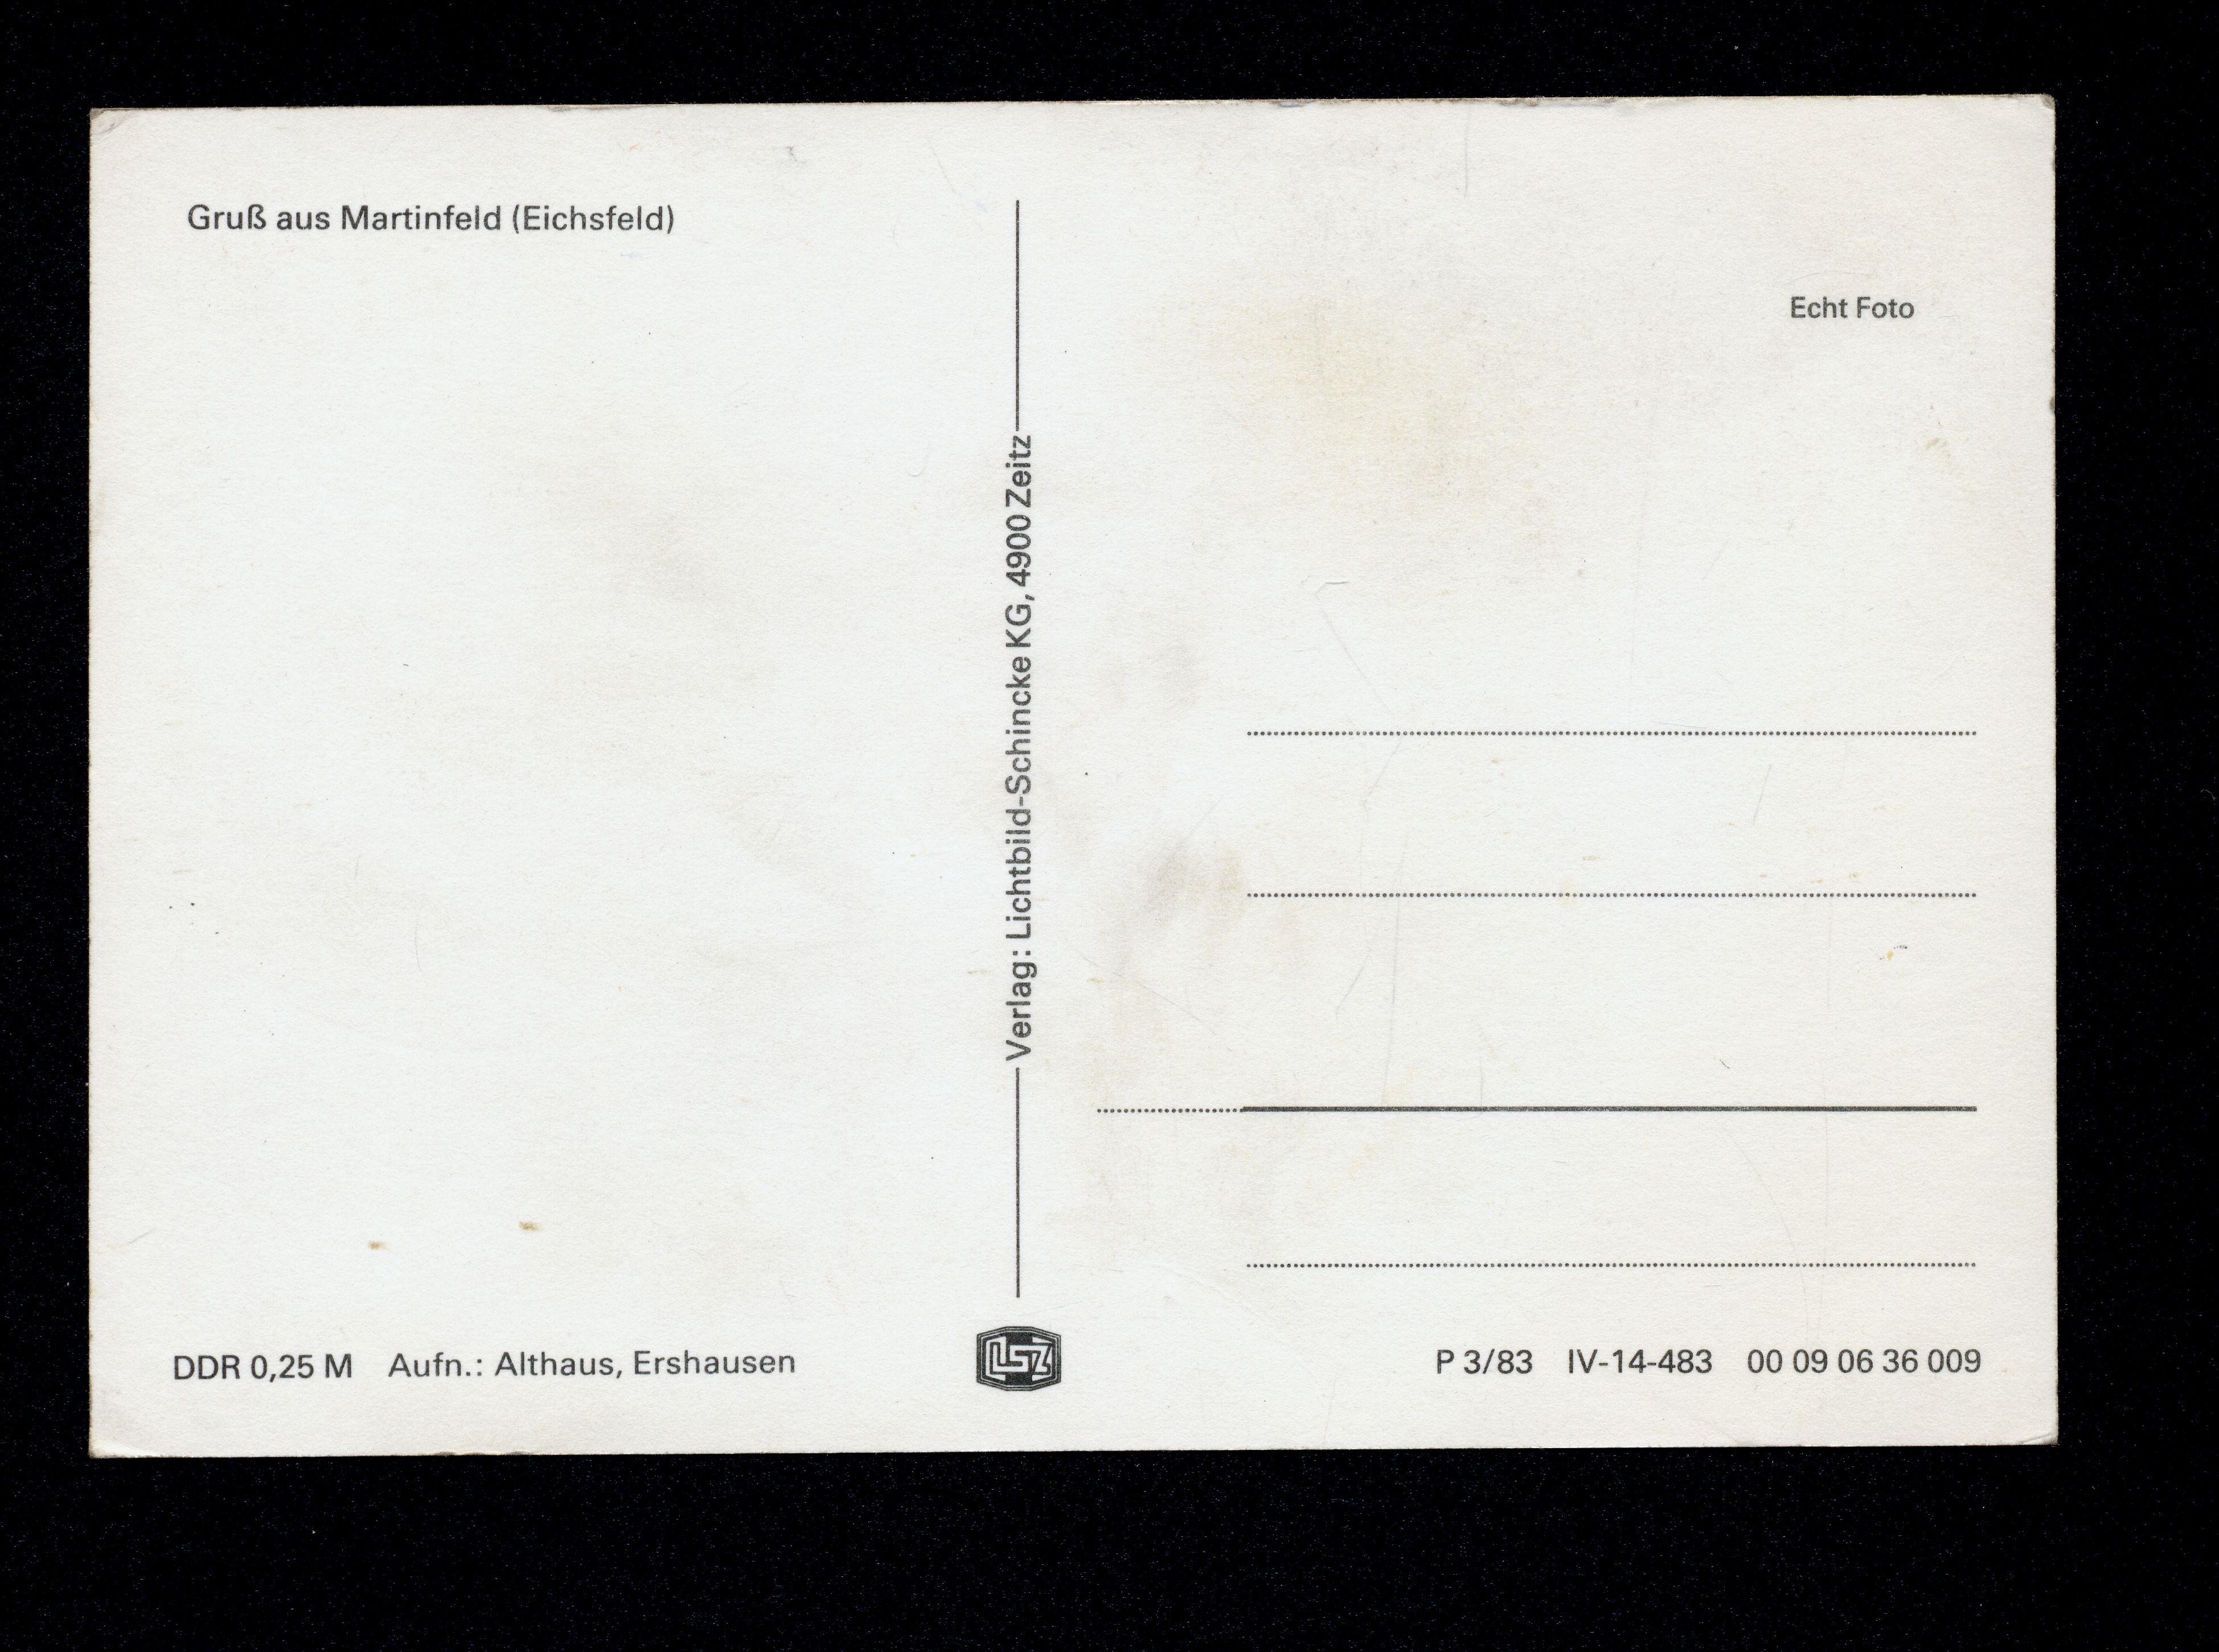 Gruß aus Martinfeld (Eichsfeld)
Echt Foto
Verlag: Lichtbild-Schincke KG, 4900 Zeitz
DDR 0,25 M Aufn.: Althaus, Ershausen
LSZ
P 3/83 IV-14-483 00 09 06 36 009